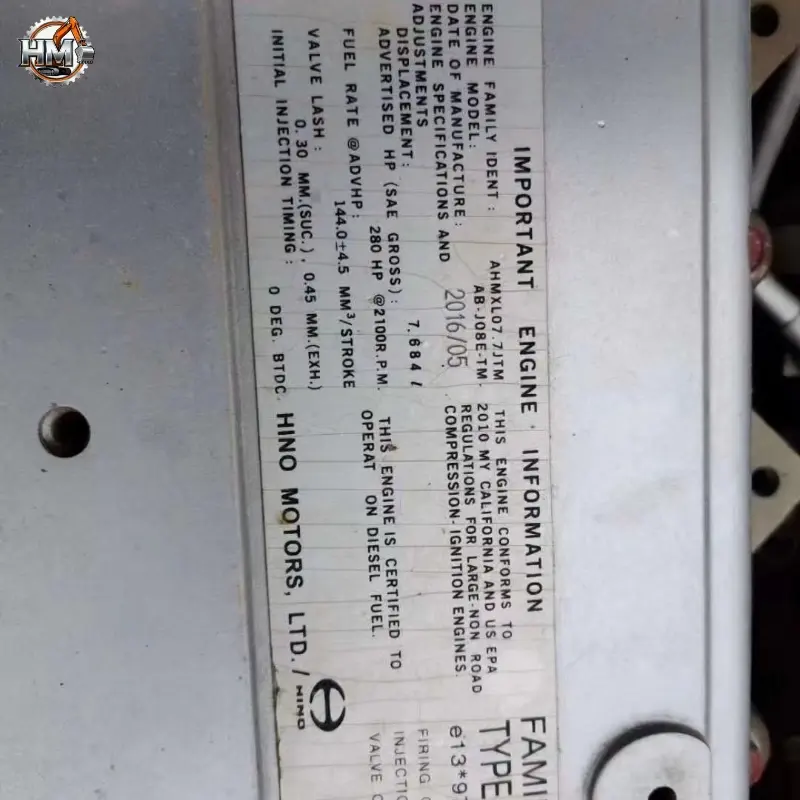 HM
IMPORTANT ENGINE INFORMATION
ENGINE FAMILY IDENT : AHMXL07.7JTM
ENGINE MODEL : AB-J08E-TM
DATE OF MANUFACTURE : 2016/05
ENGINE SPECIFICATIONS AND
ADJUSTMENTS
DISPLACEMENT : 7.684 ℓ
ADVERTISED HP (SAE GROSS) :
280 HP @2100R.P.M.
FUEL RATE @ADVHP :
144.0±4.5 MM³/STROKE
VALVE LASH :
0.30 MM.(SUC.), 0.45 MM.(EXH.)
INITIAL INJECTION TIMING :
0 DEG. BTDC
THIS ENGINE CONFORMS TO
2010 MY CALIFORNIA AND US EPA
REGULATIONS FOR LARGE-NON ROAD
COMPRESSION-IGNITION ENGINES.
THIS ENGINE IS CERTIFIED TO
OPERAT ON DIESEL FUEL.
HINO MOTORS, LTD. / HINO
FAMI
TYPE
e13*97
FIRING
INJECTIO
VALVE